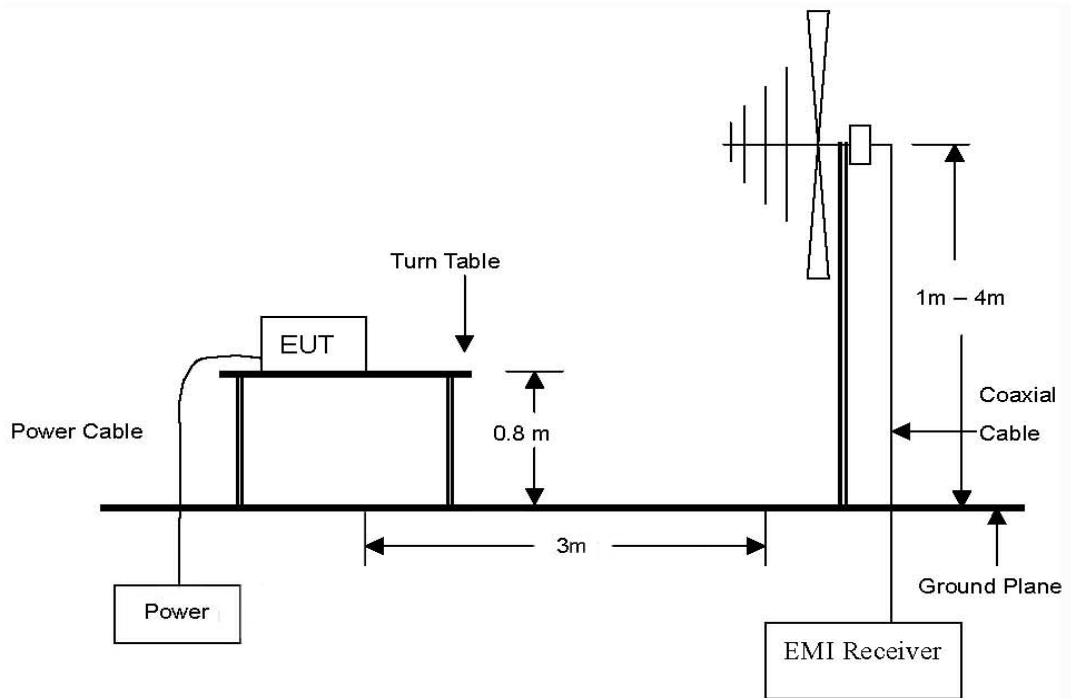 Turn Table
1m – 4m
EUT
Coaxial
Cable
Power Cable
0.8 m
3m
Ground Plane
Power
EMI Receiver